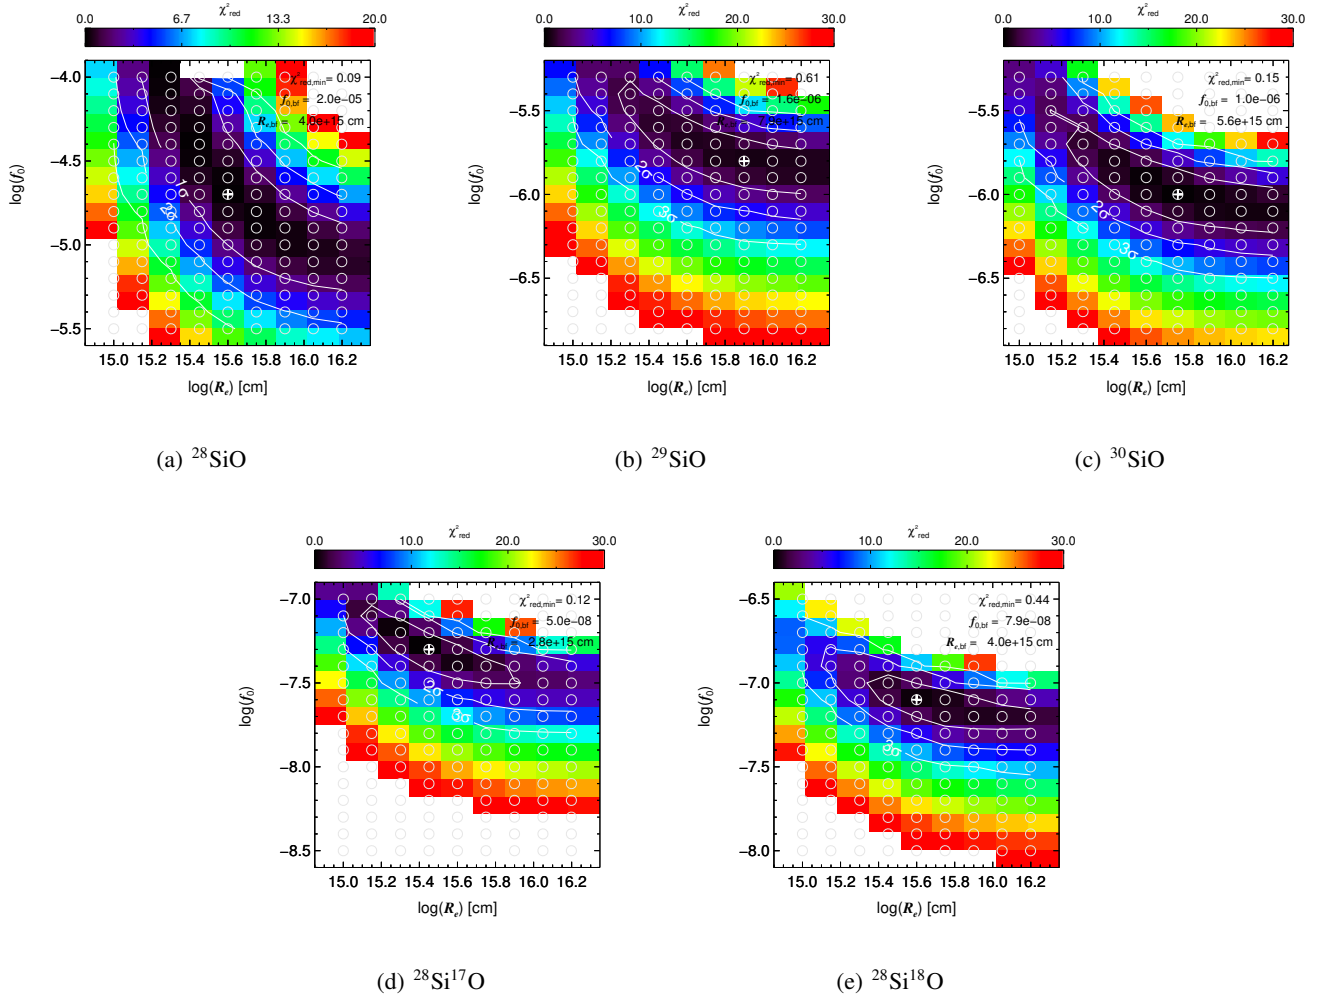 χ²red
0.0 6.7 13.3 20.0
χ²red,min = 0.09
f0,bf = 2.0e−05
Re,bf = 4.0e+15 cm
1σ
2σ
log(f0)
−4.0
−4.5
−5.0
−5.5
15.0 15.2 15.4 15.6 15.8 16.0 16.2
log(Re) [cm]
(a) ²⁸SiO
χ²red
0.0 10.0 20.0 30.0
χ²red,min = 0.61
f0,bf = 1.6e−06
7.9e+15 cm
2σ
3σ
log(f0)
−5.5
−6.0
−6.5
15.0 15.2 15.4 15.6 15.8 16.0 16.2
log(Re) [cm]
(b) ²⁹SiO
χ²red
0.0 10.0 20.0 30.0
χ²red,min = 0.15
f0,bf = 1.0e−06
Re,bf = 5.6e+15 cm
2σ
3σ
log(f0)
−5.5
−6.0
−6.5
15.0 15.2 15.4 15.6 15.8 16.0 16.2
log(Re) [cm]
(c) ³⁰SiO
χ²red
0.0 10.0 20.0 30.0
χ²red,min = 0.12
f0,bf = 5.0e−08
= 2.8e+15 cm
2σ
3σ
log(f0)
−7.0
−7.5
−8.0
−8.5
15.0 15.2 15.4 15.6 15.8 16.0 16.2
log(Re) [cm]
(d) ²⁸Si¹⁷O
χ²red
0.0 10.0 20.0 30.0
χ²red,min = 0.44
f0,bf = 7.9e−08
Re,bf = 4.0e+15 cm
3σ
log(f0)
−6.5
−7.0
−7.5
−8.0
15.0 15.2 15.4 15.6 15.8 16.0 16.2
log(Re) [cm]
(e) ²⁸Si¹⁸O